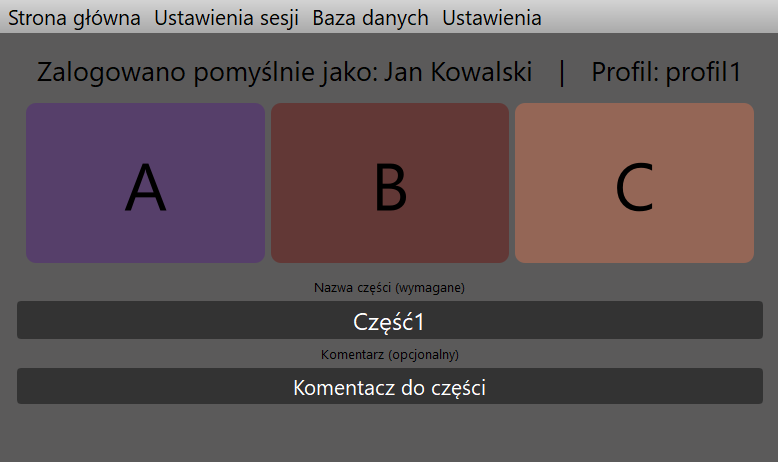 Strona główna Ustawienia sesji Baza danych Ustawienia
Zalogowano pomyślnie jako: Jan Kowalski | Profil: profil1
A B C
Nazwa części (wymagane)
Część1
Komentarz (opcjonalny)
Komentacz do części